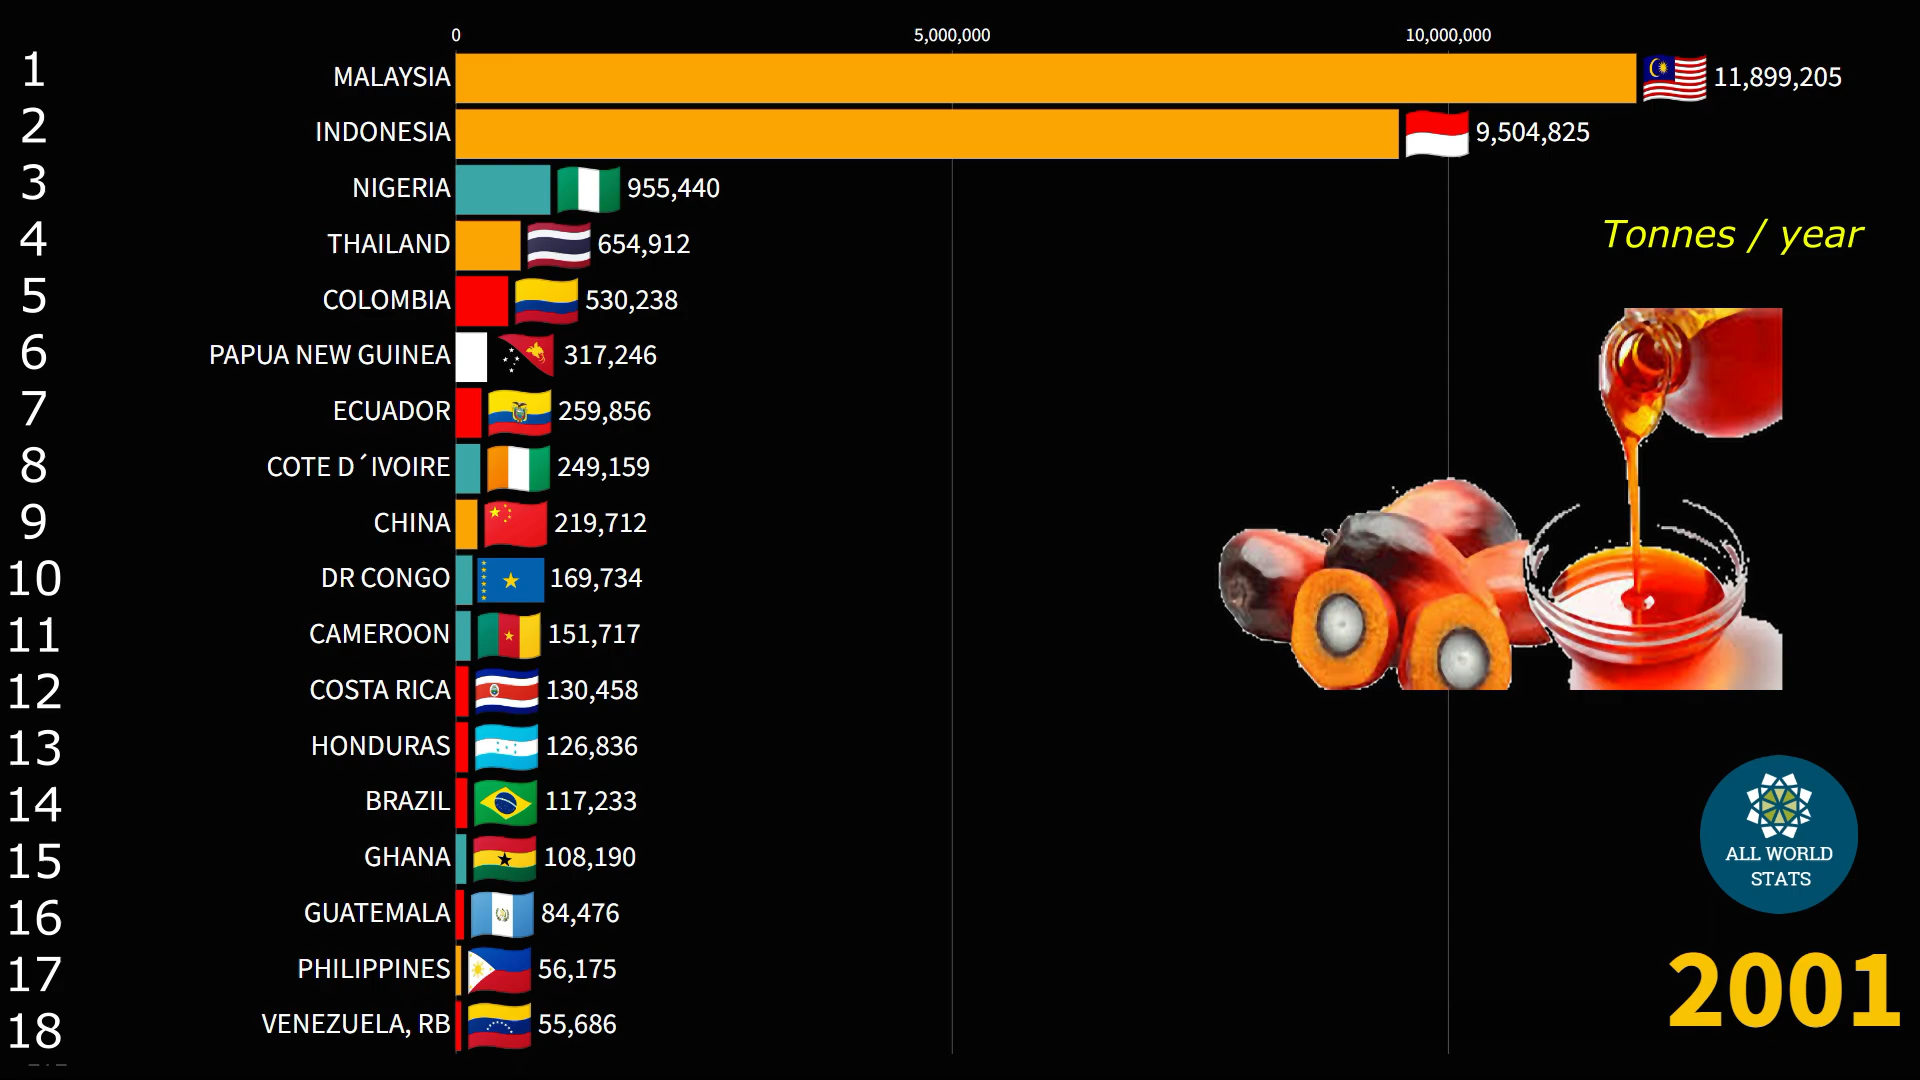 0 5,000,000 10,000,000
1 MALAYSIA 11,899,205
2 INDONESIA 9,504,825
3 NIGERIA 955,440
4 THAILAND 654,912
Tonnes / year
5 COLOMBIA 530,238
6 PAPUA NEW GUINEA 317,246
7 ECUADOR 259,856
8 COTE D´IVOIRE 249,159
9 CHINA 219,712
10 DR CONGO 169,734
11 CAMEROON 151,717
12 COSTA RICA 130,458
13 HONDURAS 126,836
14 BRAZIL 117,233
15 GHANA 108,190
ALL WORLD
STATS
16 GUATEMALA 84,476
17 PHILIPPINES 56,175
18 VENEZUELA, RB 55,686
2001